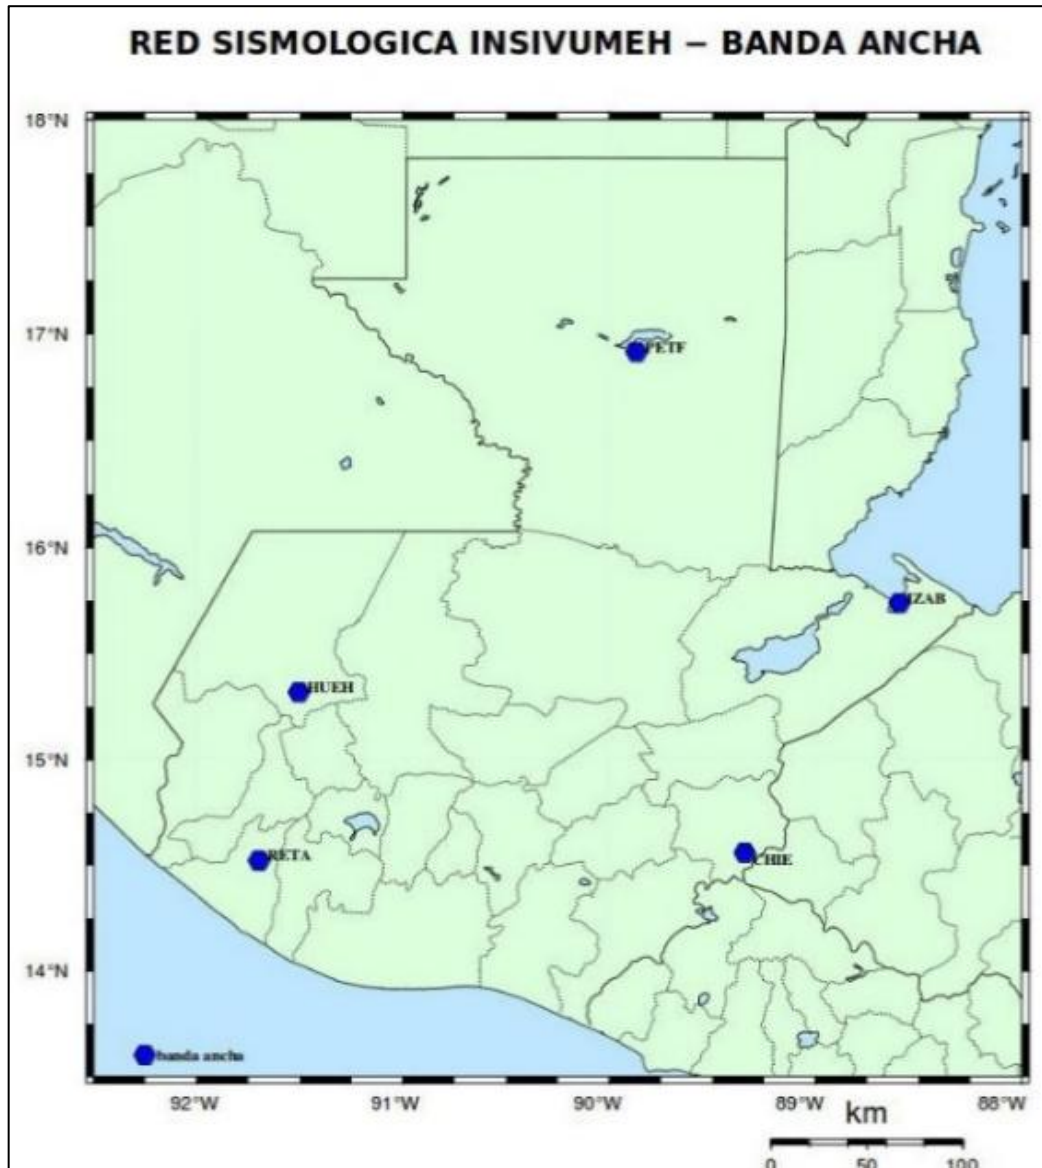 RED SISMOLOGICA INSIVUMEH – BANDA ANCHA
18°N
17°N
PETF
16°N
IZAB
HUEH
15°N
RETA
CHIE
14°N
banda ancha
92°W 91°W 90°W 89°W 88°W
km
0 50 100